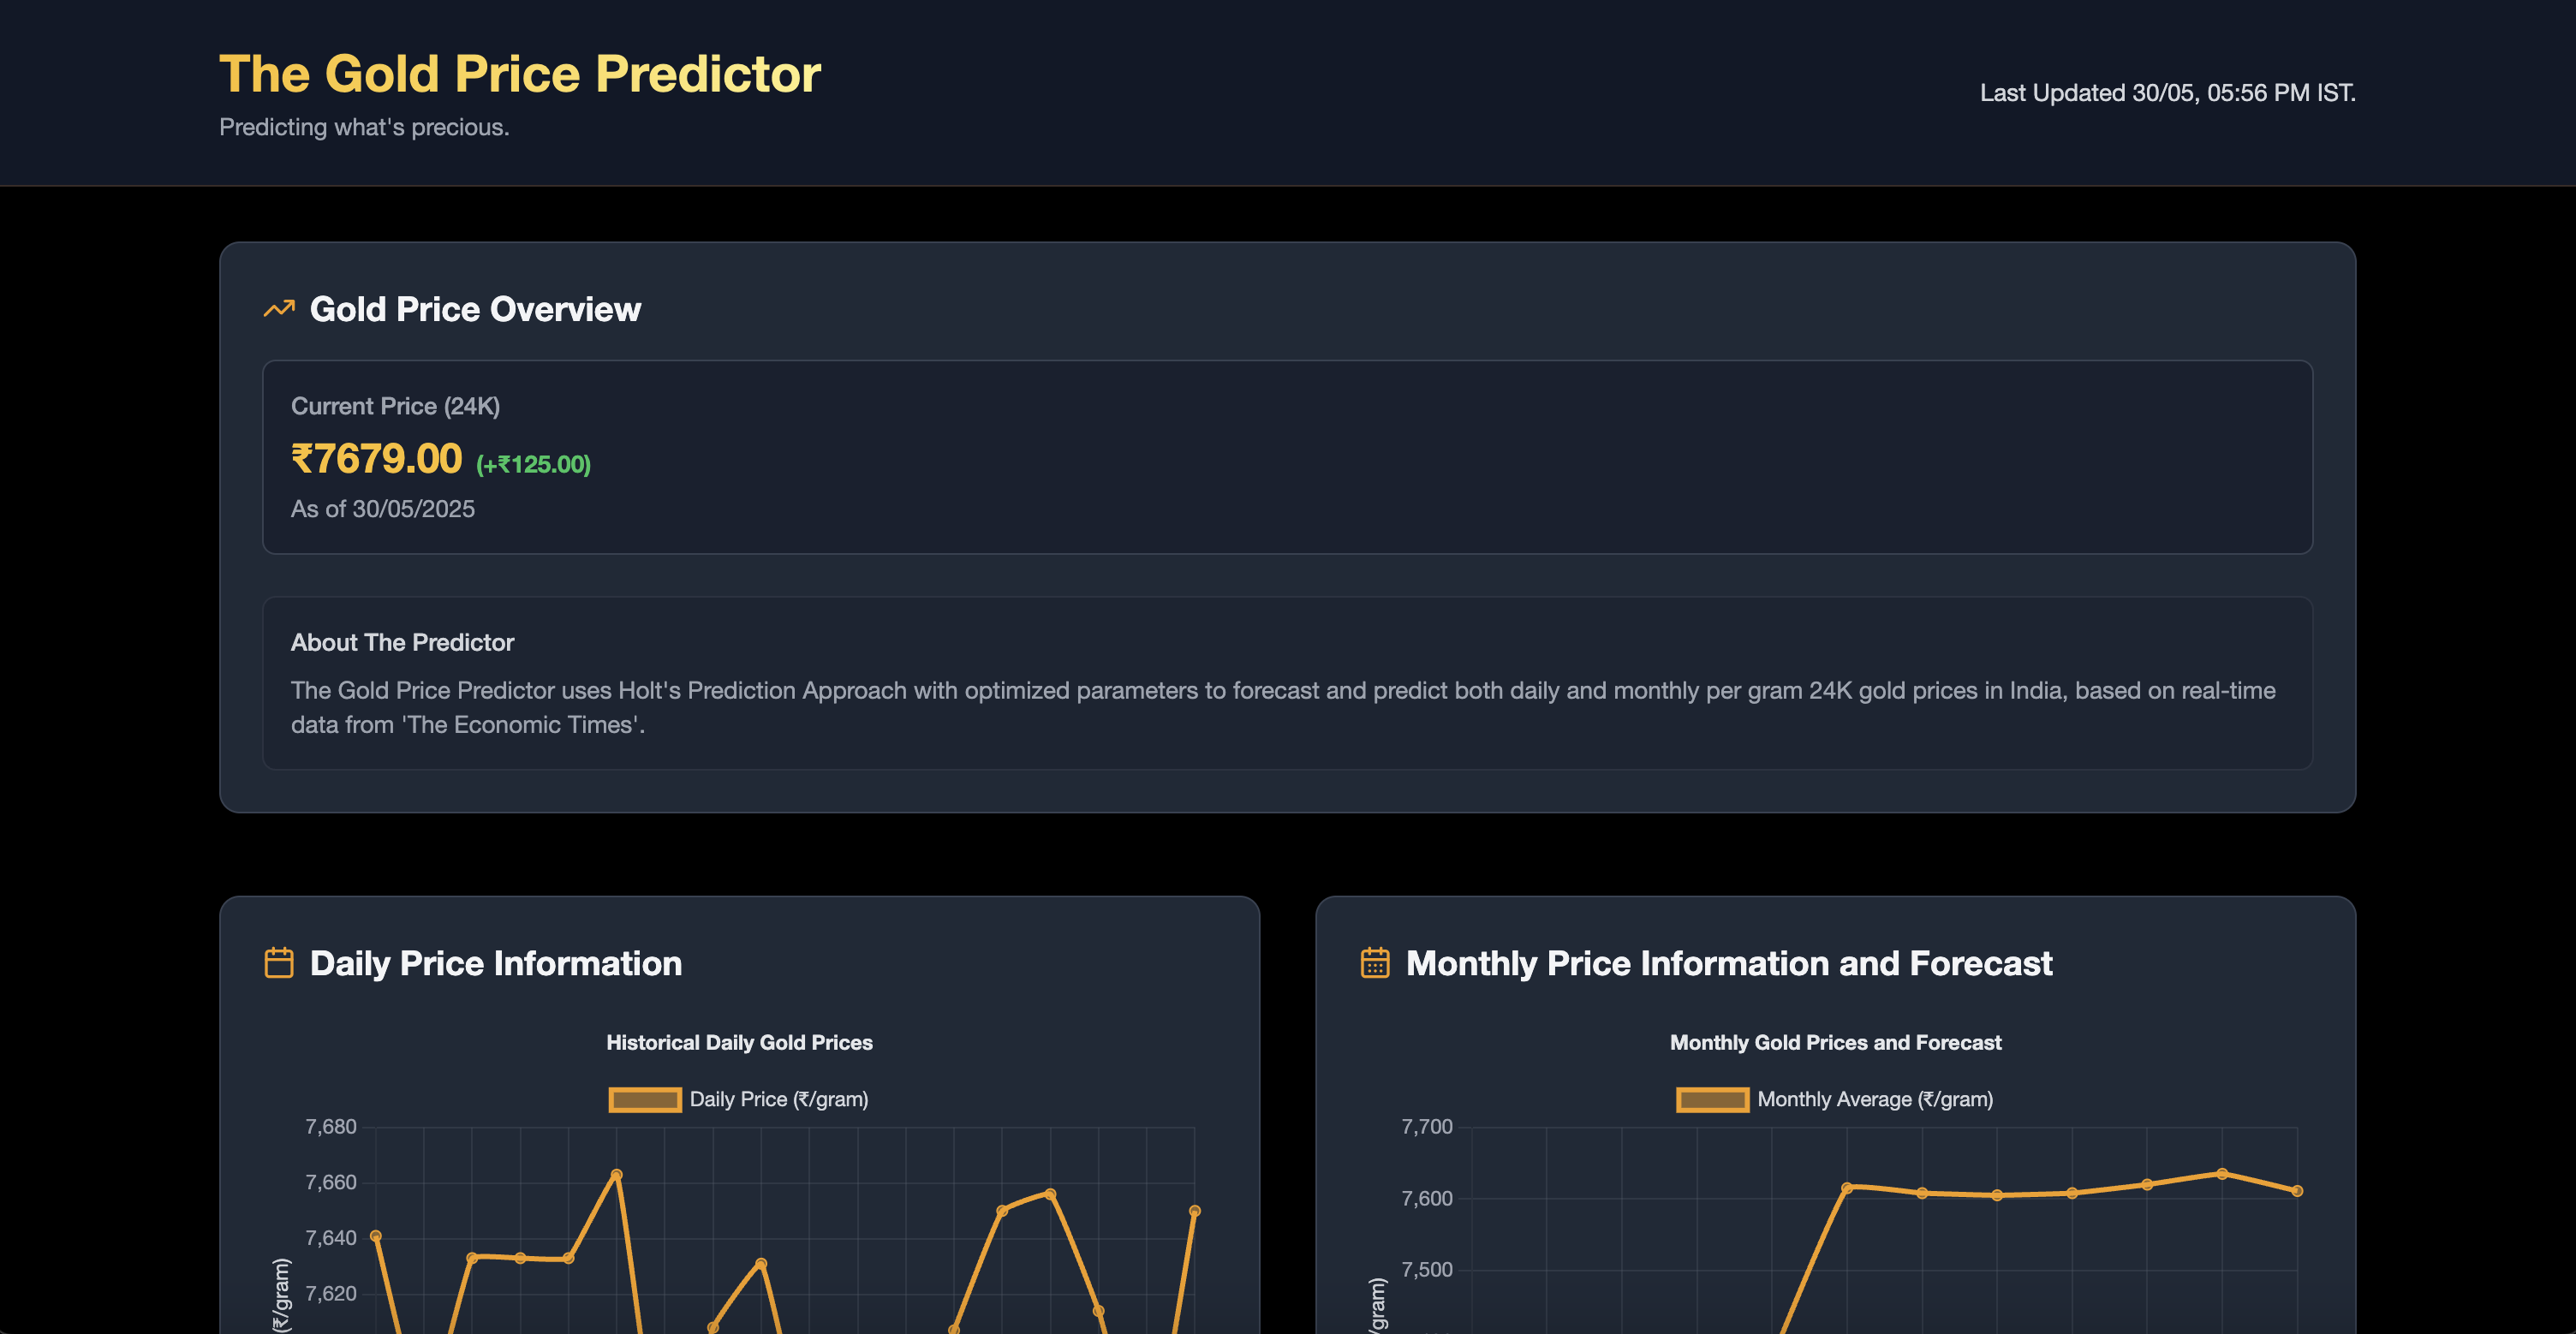 The Gold Price Predictor
Predicting what's precious.
Last Updated 30/05, 05:56 PM IST.
Gold Price Overview
Current Price (24K)
₹7679.00 (+₹125.00)
As of 30/05/2025
About The Predictor
The Gold Price Predictor uses Holt's Prediction Approach with optimized parameters to forecast and predict both daily and monthly per gram 24K gold prices in India, based on real-time
data from 'The Economic Times'.
Daily Price Information
Historical Daily Gold Prices
Daily Price (₹/gram)
7,680
7,660
7,640
7,620
(₹/gram)
Monthly Price Information and Forecast
Monthly Gold Prices and Forecast
Monthly Average (₹/gram)
7,700
7,600
7,500
/gram)